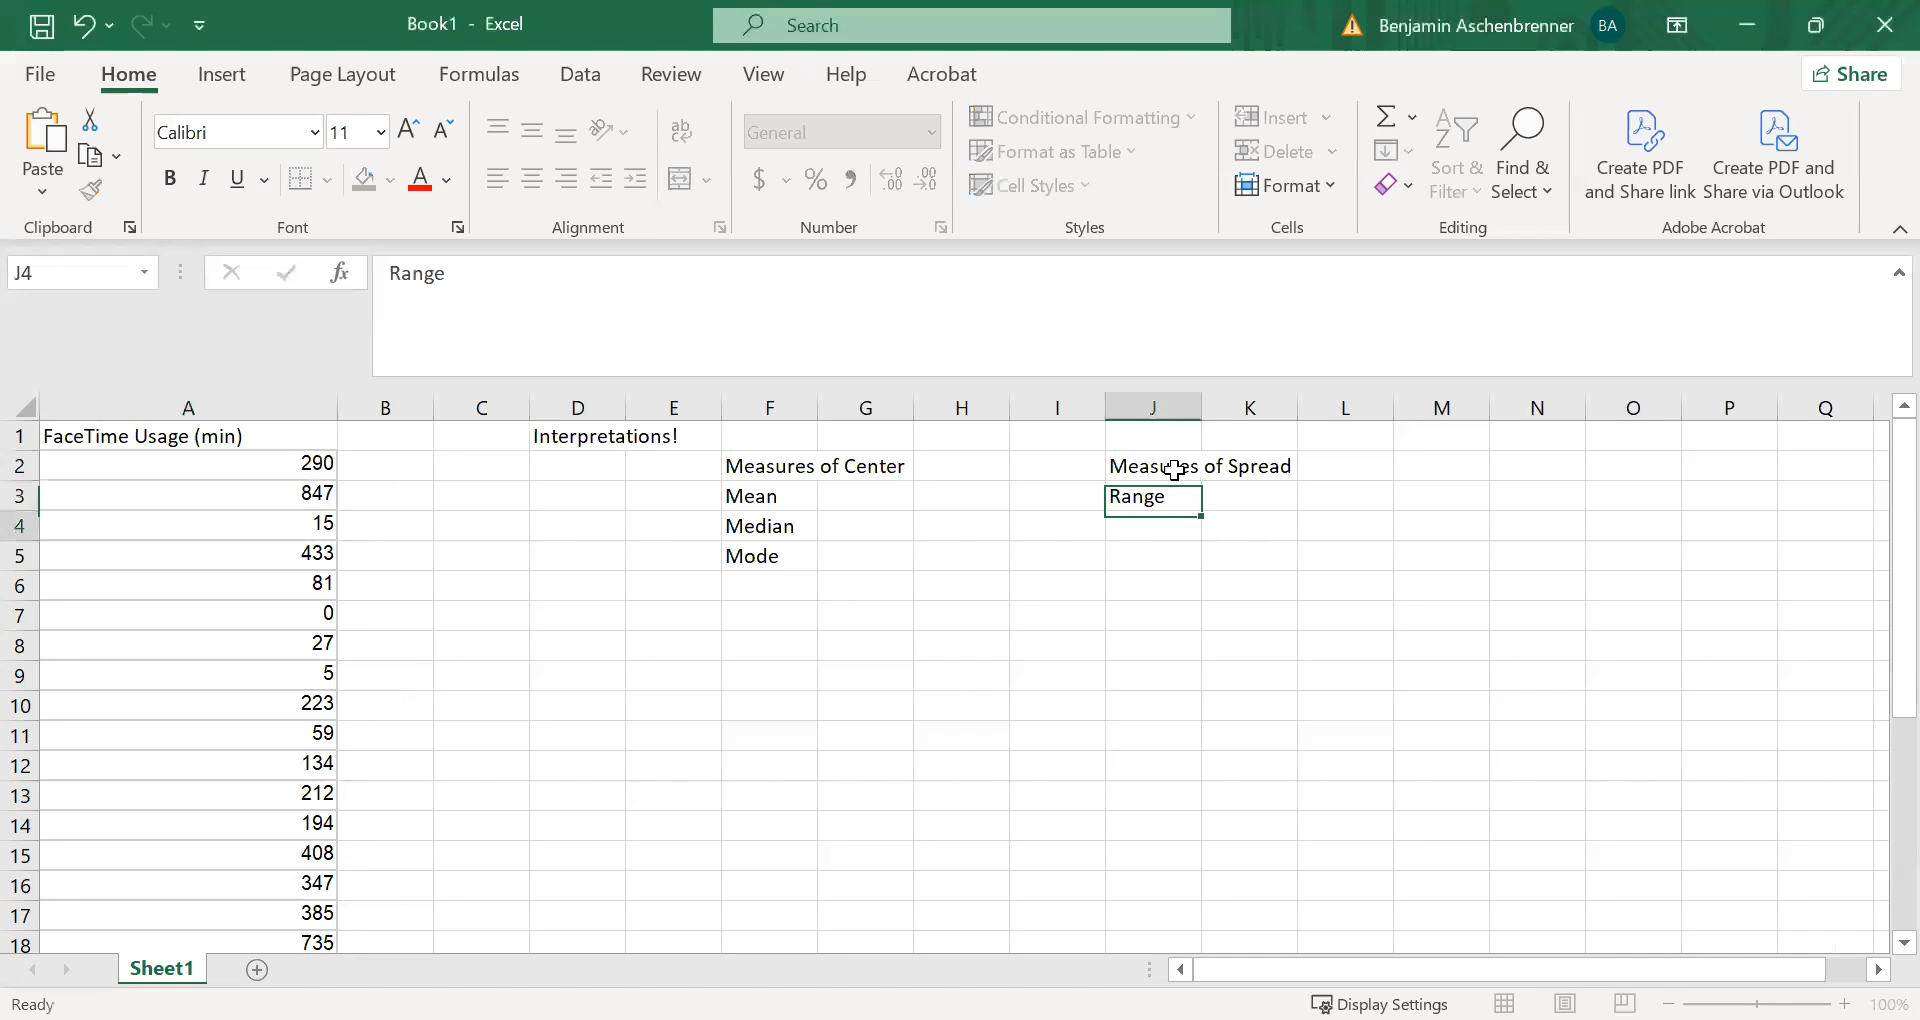 Book1 - Excel
Search
Benjamin Aschenbrenner
BA
File Home Insert Page Layout Formulas Data Review View Help Acrobat
Share
Paste
Clipboard
Calibri 11
B I U A
Font
ab
Alignment
General
$ % 9 .00
Number
Conditional Formatting
Format as Table
Cell Styles
Styles
Insert
Delete
Format
Cells
Sort &
Filter
Find &
Select
Editing
Create PDF
and Share link
Create PDF and
Share via Outlook
Adobe Acrobat
J4
fx
Range
A B C D E F G H I J K L M N O P Q
1 FaceTime Usage (min) Interpretations!
2 290 Measures of Center Measures of Spread
3 847 Mean Range
4 15 Median
5 433 Mode
6 81
7 0
8 27
9 5
10 223
11 59
12 134
13 212
14 194
15 408
16 347
17 385
18 735
Sheet1
Ready
Display Settings
100%